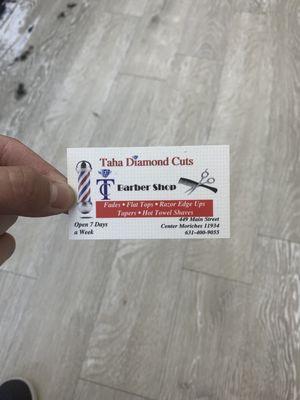 Taha Diamond Cuts
TC Barber Shop
Fades • Flat Tops • Razor Edge Ups
Tapers • Hot Towel Shaves
Open 7 Days
a Week
449 Main Street
Center Moriches 11934
631-400-9055